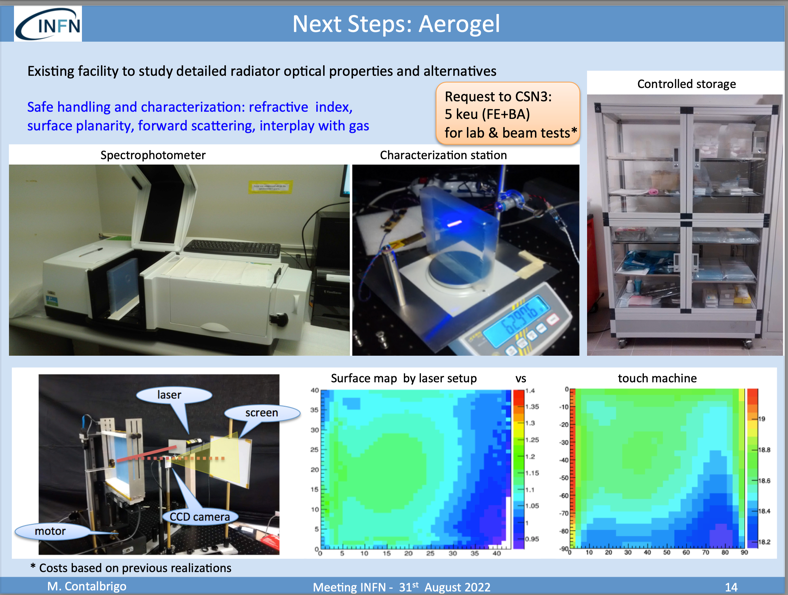 INFN
Next Steps: Aerogel
Existing facility to study detailed radiator optical properties and alternatives
Safe handling and characterization: refractive index,
surface planarity, forward scattering, interplay with gas
Request to CSN3:
5 keu (FE+BA)
for lab & beam tests*
Controlled storage
Spectrophotometer
Characterization station
laser
screen
CCD camera
motor
Surface map by laser setup vs touch machine
40
35
30
25
20
15
10
5
0
0 5 10 15 20 25 30 35 40
1.4
1.35
1.3
1.25
1.2
1.15
1.1
1.05
1
0.95
0
-10
-20
-30
-40
-50
-60
-70
-80
-90
0 10 20 30 40 50 60 70 80 90
19
18.8
18.6
18.4
18.2
* Costs based on previous realizations
M. Contalbrigo
Meeting INFN - 31st August 2022
14